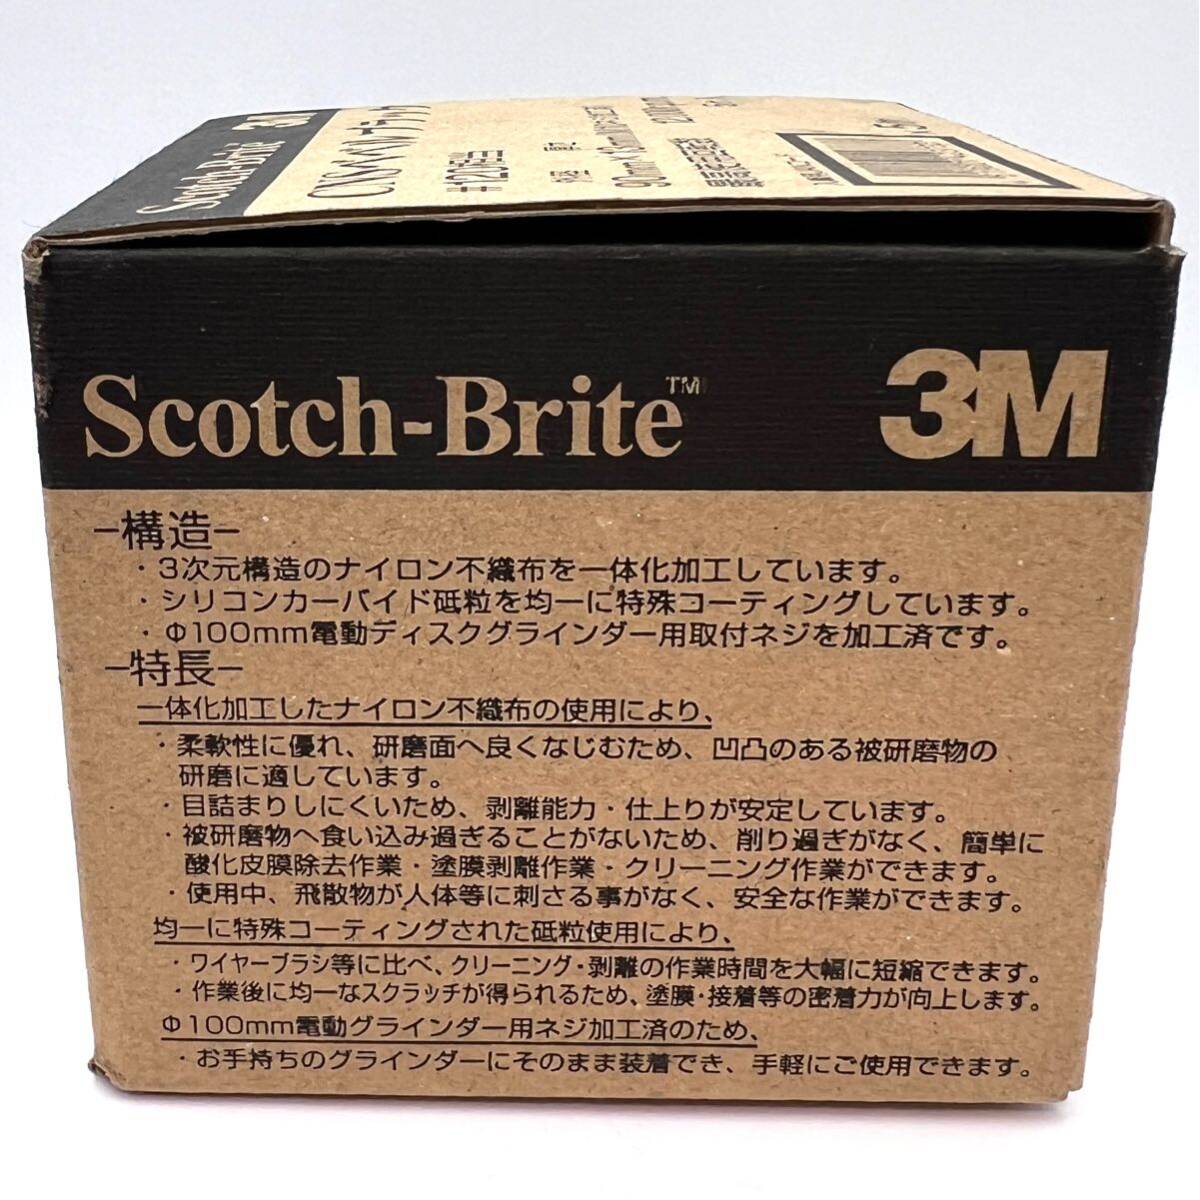 Scotch-Brite 3M
Scotch-Brite™ 3M
−構造−
・3次元構造のナイロン不織布を一体化加工しています。
・シリコンカーバイド砥粒を均一に特殊コーティングしています。
・Φ100mm電動ディスクグラインダー用取付ネジを加工済です。
−特長−
一体化加工したナイロン不織布の使用により、
・柔軟性に優れ、研磨面へ良くなじむため、凹凸のある被研磨物の
研磨に適しています。
・目詰まりしにくいため、剥離能力・仕上りが安定しています。
・被研磨物へ食い込み過ぎることがないため、削り過ぎがなく、簡単に
酸化皮膜除去作業・塗膜剥離作業・クリーニング作業ができます。
・使用中、飛散物が人体等に刺さる事がなく、安全な作業ができます。
均一に特殊コーティングされた砥粒使用により、
・ワイヤーブラシ等に比べ、クリーニング・剥離の作業時間を大幅に短縮できます。
・作業後に均一なスクラッチが得られるため、塗膜・接着等の密着力が向上します。
Φ100mm電動グラインダー用ネジ加工済のため、
・お手持ちのグラインダーにそのまま装着でき、手軽にご使用できます。